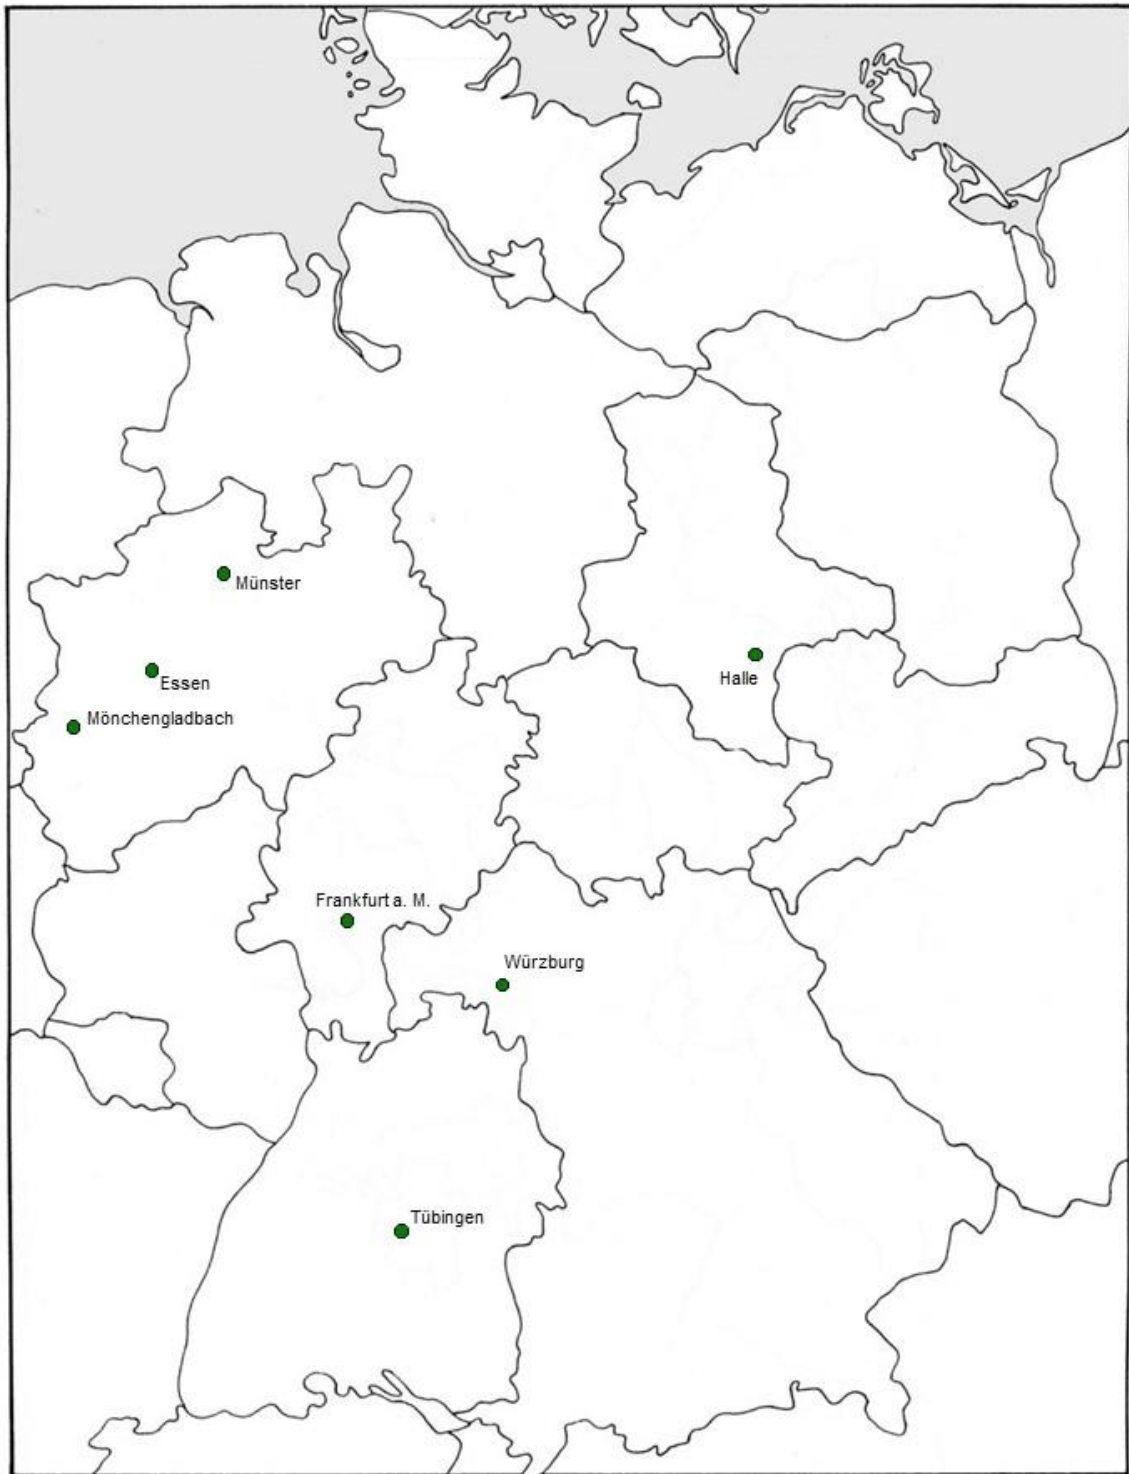 Münster
Halle
Essen
Mönchengladbach
Frankfurt a. M.
Würzburg
Tübingen